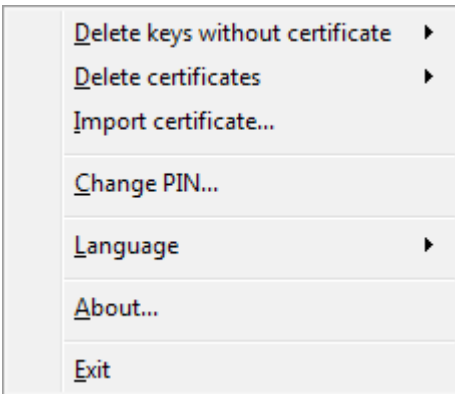 Delete keys without certificate
Delete certificates
Import certificate...
Change PIN...
Language
About...
Exit